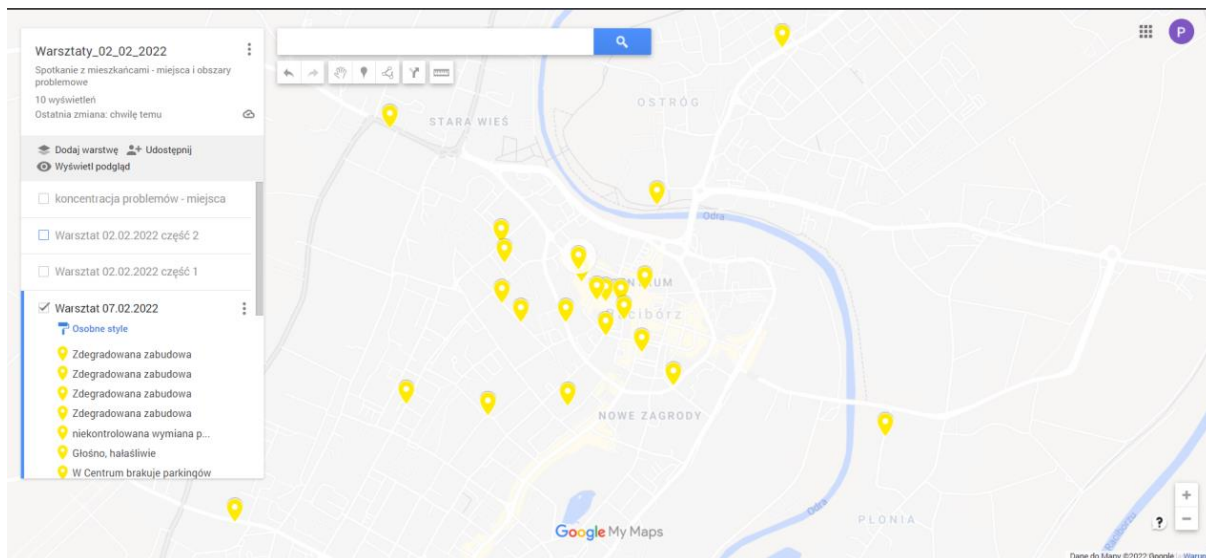 Warsztaty_02_02_2022
Spotkanie z mieszkańcami - miejsca i obszary
problemowe
10 wyświetleń
Ostatnia zmiana: chwilę temu
Dodaj warstwę
Udostępnij
Wyświetl podgląd
koncentracja problemów - miejsca
Warsztat 02.02.2022 część 2
Warsztat 02.02.2022 część 1
Warsztat 07.02.2022
Osobne style
Zdegradowana zabudowa
Zdegradowana zabudowa
Zdegradowana zabudowa
Zdegradowana zabudowa
niekontrolowana wymiana p...
Głośno, hałaśliwie
W Centrum brakuje parkingów
P
OSTRÓG
STARA WIEŚ
Odra
NTRUM
Racibórz
NOWE ZAGRODY
Odra
PŁONIA
Google My Maps
+
?
−
Dane do Mapy ©2022 Google